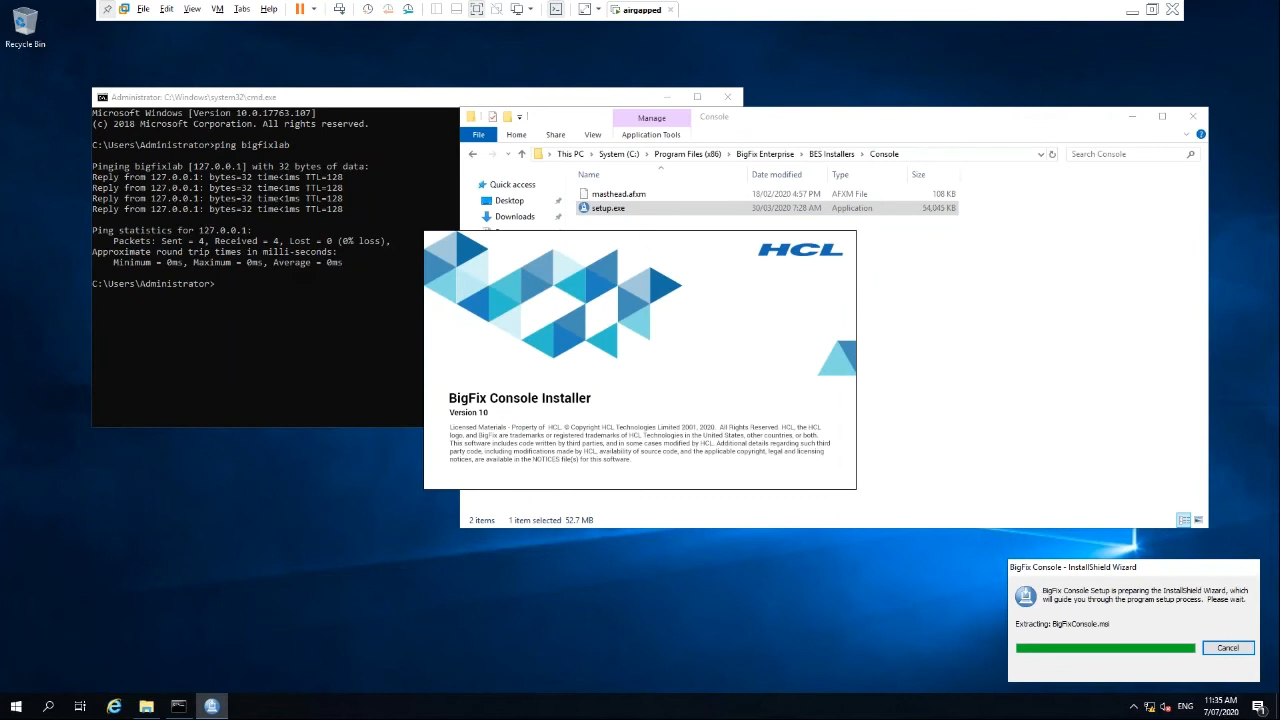 File Edit View VM Tabs Help airgapped
Recycle Bin
Administrator: C:\Windows\system32\cmd.exe
Microsoft Windows [Version 10.0.17763.107]
(c) 2018 Microsoft Corporation. All rights reserved.
C:\Users\Administrator>ping bigfixlab
Pinging bigfixlab [127.0.0.1] with 32 bytes of data:
Reply from 127.0.0.1: bytes=32 time<1ms TTL=128
Reply from 127.0.0.1: bytes=32 time<1ms TTL=128
Reply from 127.0.0.1: bytes=32 time<1ms TTL=128
Reply from 127.0.0.1: bytes=32 time<1ms TTL=128
Ping statistics for 127.0.0.1:
Packets: Sent = 4, Received = 4, Lost = 0 (0% loss),
Approximate round trip times in milli-seconds:
Minimum = 0ms, Maximum = 0ms, Average = 0ms
C:\Users\Administrator>
Manage Console
File Home Share View Application Tools
This PC > System (C:) > Program Files (x86) > BigFix Enterprise > BES Installers > Console
Search Console
Name Date modified Type Size
Quick access
Desktop
Downloads
masthead.afxm 18/02/2020 4:57 PM AFXM File 108 KB
setup.exe 30/03/2020 7:28 AM Application 54,045 KB
HCL
BigFix Console Installer
Version 10
Licensed Materials - Property of HCL. © Copyright HCL Technologies Limited 2001, 2020. All Rights Reserved. HCL, the HCL
logo, and BigFix are trademarks or registered trademarks of HCL Technologies in the United States, other countries, or both.
This software includes code written by third parties, and in some cases modified by HCL. Additional details regarding such third
party code, including modifications made by HCL, availability of source code, and the applicable copyright, legal and licensing
notices, are available in the NOTICES file(s) for this software.
2 items 1 item selected 52.7 MB
BigFix Console - InstallShield Wizard
BigFix Console Setup is preparing the InstallShield Wizard, which
will guide you through the program setup process. Please wait.
Extracting: BigFixConsole.msi
Cancel
ENG
11:35 AM
7/07/2020